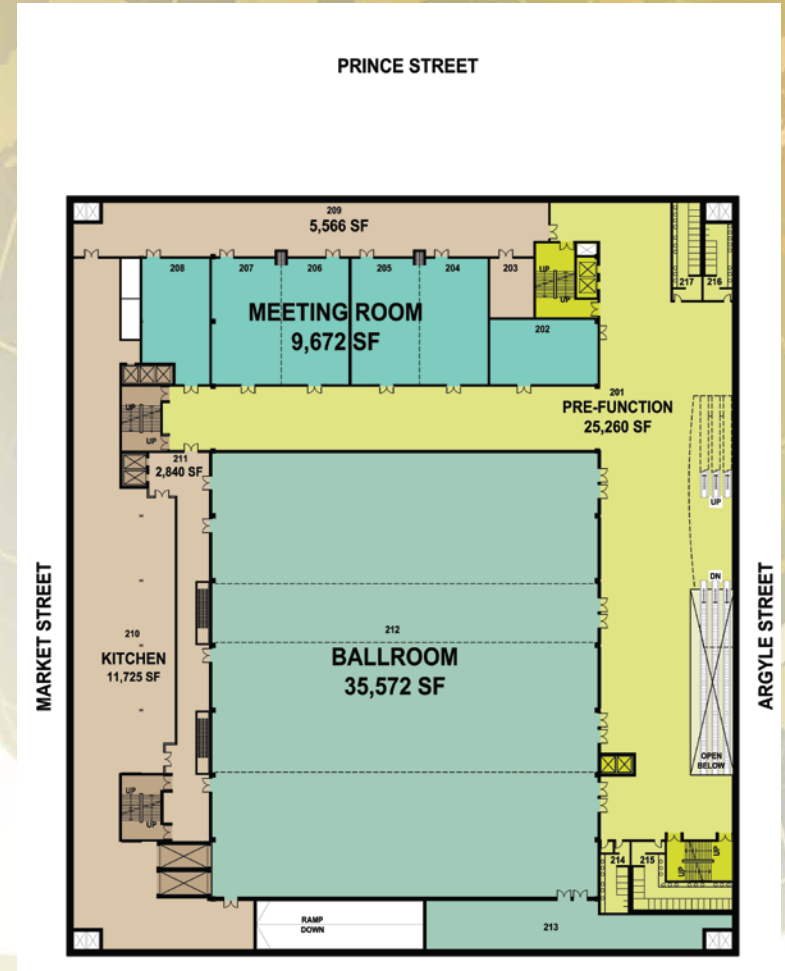 PRINCE STREET
209
5,566 SF
208
207
206
205
204
203
UP
UP
217
216
MEETING ROOM
9,672 SF
202
201
PRE-FUNCTION
25,260 SF
UP
UP
211
2,840 SF
UP
DN
MARKET STREET
ARGYLE STREET
210
KITCHEN
11,725 SF
212
BALLROOM
35,572 SF
OPEN
BELOW
UP
UP
214
215
UP
UP
RAMP
DOWN
213